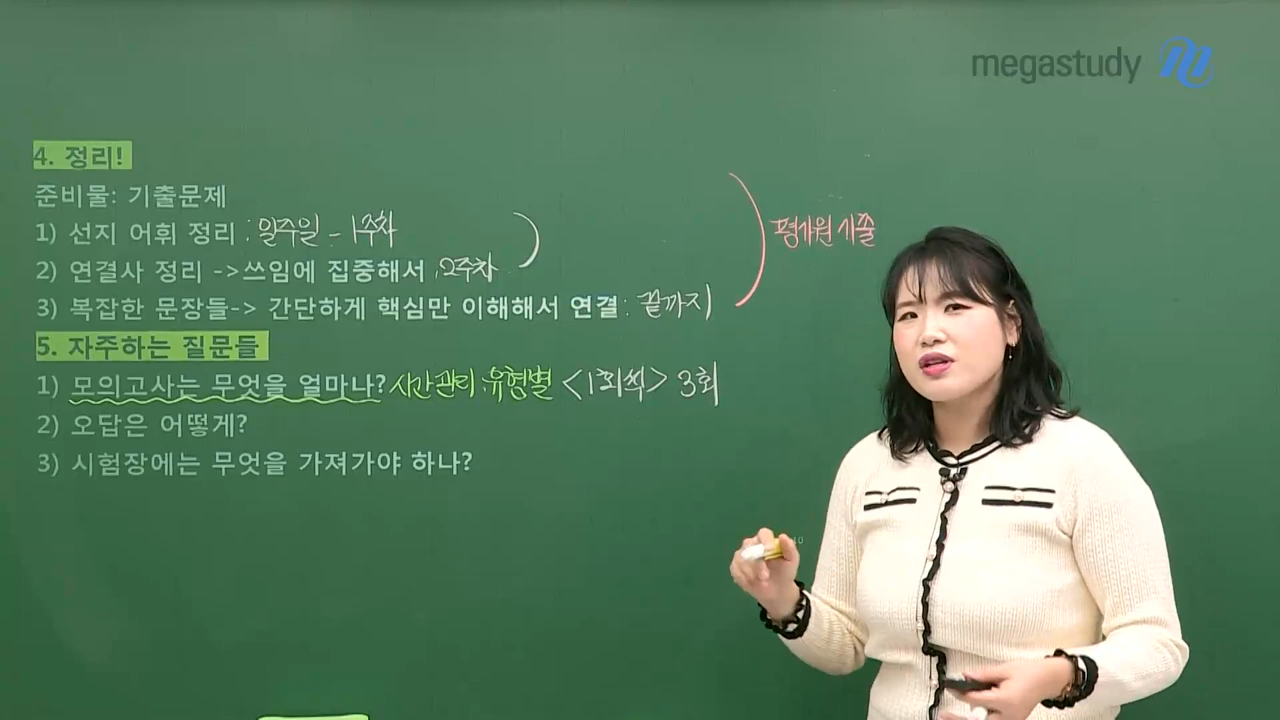 megastudy
4. 정리!
준비물: 기출문제
1) 선지 어휘 정리 : 일주일 - 1주차
2) 연결사 정리 ->쓰임에 집중해서 . 2주차
평가원 기출
3) 복잡한 문장들-> 간단하게 핵심만 이해해서 연결 : 끝까지
5. 자주하는 질문들
1) 모의고사는 무엇을 얼마나? 시간관리 : 유형별 <1회씩> 3회
2) 오답은 어떻게?
3) 시험장에는 무엇을 가져가야 하나?